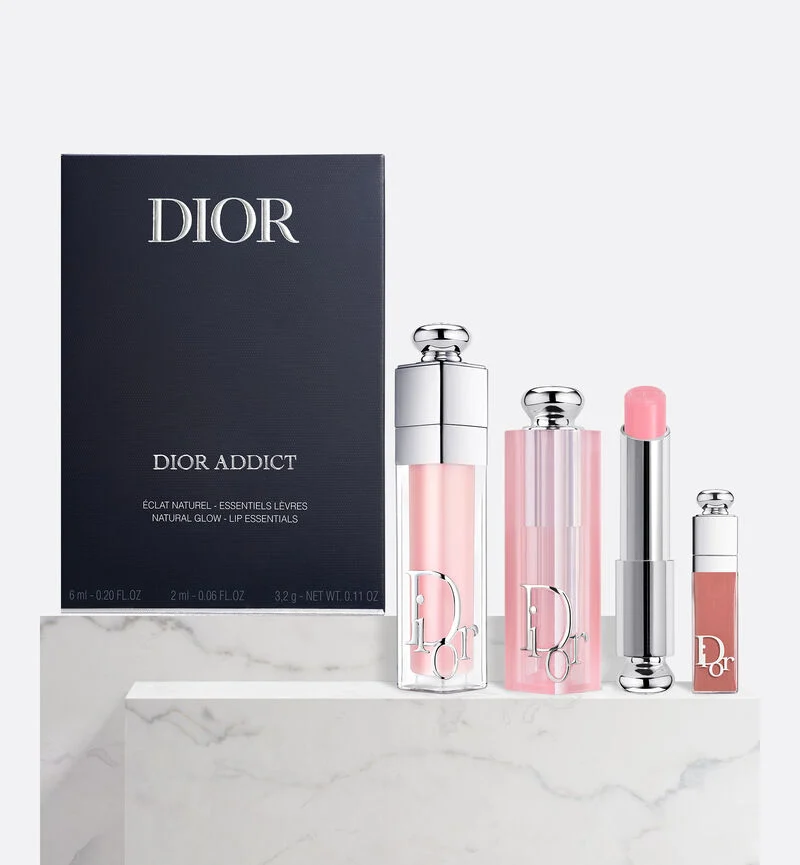 DIOR
DIOR ADDICT
ÉCLAT NATUREL - ESSENTIELS LÈVRES
NATURAL GLOW - LIP ESSENTIALS
6 ml - 0.20 FL.OZ 2 ml - 0.06 FL.OZ 3,2 g - NET WT. 0.11 OZ
Dior
Dior
Dior